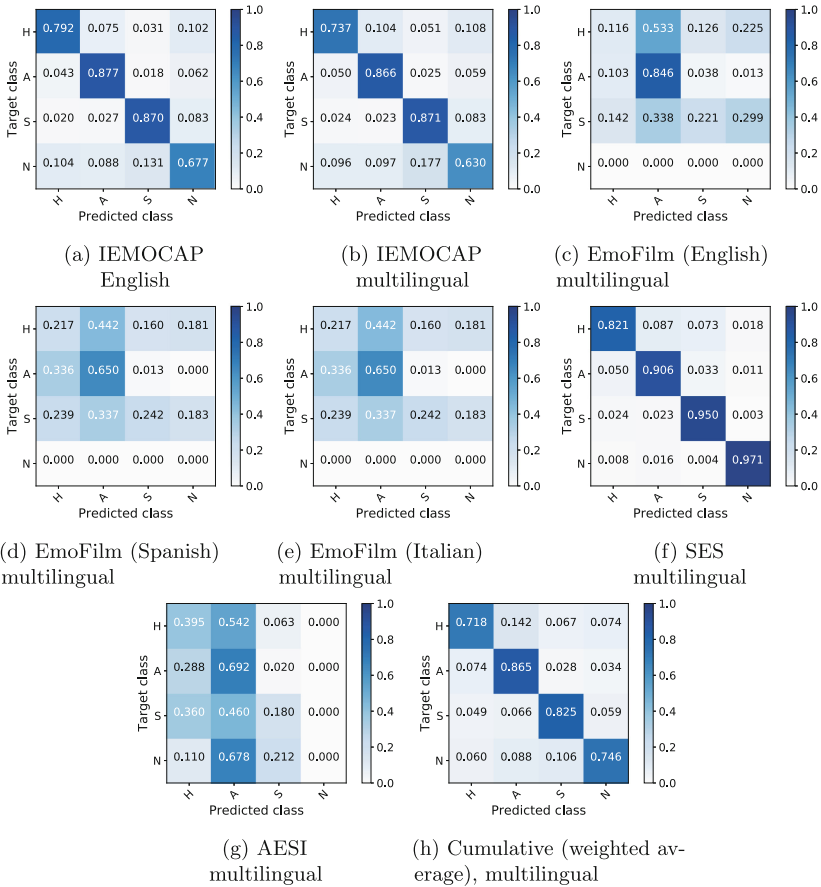 H 0.792 0.075 0.031 0.102 1.0
0.8
A 0.043 0.877 0.018 0.062
0.6
0.4
S 0.020 0.027 0.870 0.083
0.2
N 0.104 0.088 0.131 0.677
0.0
H A S N
Target class
Predicted class
(a) IEMOCAP
English
H 0.737 0.104 0.051 0.108 1.0
0.8
A 0.050 0.866 0.025 0.059
0.6
0.4
S 0.024 0.023 0.871 0.083
0.2
N 0.096 0.097 0.177 0.630
0.0
H A S N
Target class
Predicted class
(b) IEMOCAP
multilingual
H 0.116 0.533 0.126 0.225 1.0
0.8
A 0.103 0.846 0.038 0.013
0.6
0.4
S 0.142 0.338 0.221 0.299
0.2
N 0.000 0.000 0.000 0.000
0.0
H A S N
Target class
Predicted class
(c) EmoFilm (English)
multilingual
H 0.217 0.442 0.160 0.181 1.0
0.8
A 0.336 0.650 0.013 0.000
0.6
0.4
S 0.239 0.337 0.242 0.183
0.2
N 0.000 0.000 0.000 0.000
0.0
H A S N
Target class
Predicted class
(d) EmoFilm (Spanish)
multilingual
H 0.217 0.442 0.160 0.181 1.0
0.8
A 0.336 0.650 0.013 0.000
0.6
0.4
S 0.239 0.337 0.242 0.183
0.2
N 0.000 0.000 0.000 0.000
0.0
H A S N
Target class
Predicted class
(e) EmoFilm (Italian)
multilingual
H 0.821 0.087 0.073 0.018 1.0
0.8
A 0.050 0.906 0.033 0.011
0.6
0.4
S 0.024 0.023 0.950 0.003
0.2
N 0.008 0.016 0.004 0.971
0.0
H A S N
Target class
Predicted class
(f) SES
multilingual
H 0.395 0.542 0.063 0.000 1.0
0.8
A 0.288 0.692 0.020 0.000
0.6
0.4
S 0.360 0.460 0.180 0.000
0.2
N 0.110 0.678 0.212 0.000
0.0
H A S N
Target class
Predicted class
(g) AESI
multilingual
H 0.718 0.142 0.067 0.074 1.0
0.8
A 0.074 0.865 0.028 0.034
0.6
0.4
S 0.049 0.066 0.825 0.059
0.2
N 0.060 0.088 0.106 0.746
0.0
H A S N
Target class
Predicted class
(h) Cumulative (weighted av-
erage), multilingual